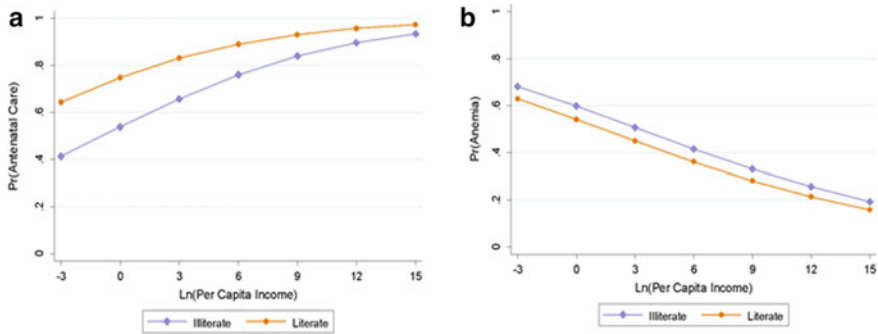 a
Pr(Antenatal Care)
1
.8
.6
.4
.2
0
-3 0 3 6 9 12 15
Ln(Per Capita Income)
Illiterate Literate
b
Pr(Anemia)
1
.8
.6
.4
.2
0
-3 0 3 6 9 12 15
Ln(Per Capita Income)
Illiterate Literate